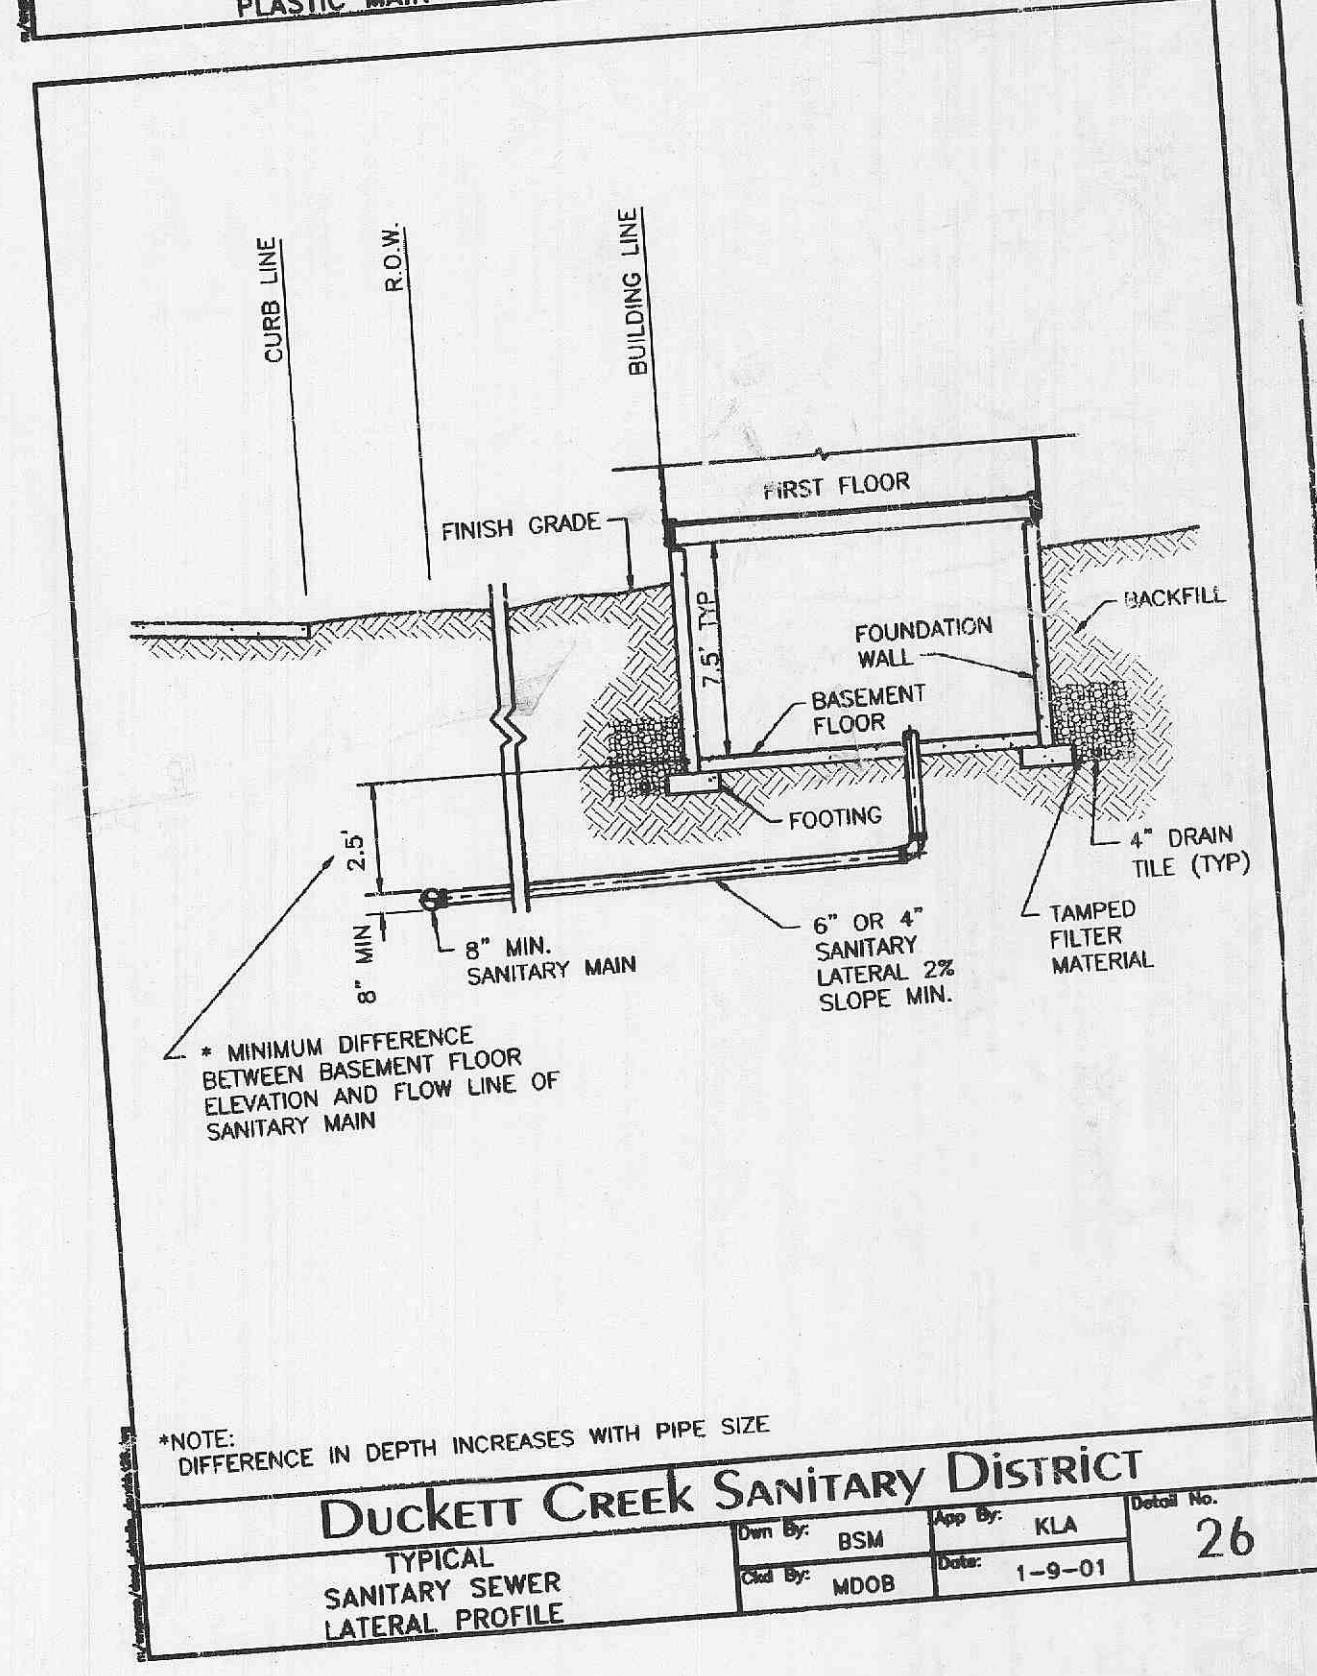 PLASTIC MAIN
CURB LINE
R.O.W.
BUILDING LINE
FIRST FLOOR
FINISH GRADE
7.5' TYP
BACKFILL
FOUNDATION
WALL
BASEMENT
FLOOR
FOOTING
2.5'
8" MIN
8" MIN.
SANITARY MAIN
6" OR 4"
SANITARY
LATERAL 2%
SLOPE MIN.
4" DRAIN
TILE (TYP)
TAMPED
FILTER
MATERIAL
* MINIMUM DIFFERENCE
BETWEEN BASEMENT FLOOR
ELEVATION AND FLOW LINE OF
SANITARY MAIN
*NOTE:
DIFFERENCE IN DEPTH INCREASES WITH PIPE SIZE
DUCKETT CREEK SANITARY DISTRICT
TYPICAL
SANITARY SEWER
LATERAL PROFILE
Dwn By: BSM
App By: KLA
Ckd By: MDOB
Date: 1-9-01
Detail No.
26